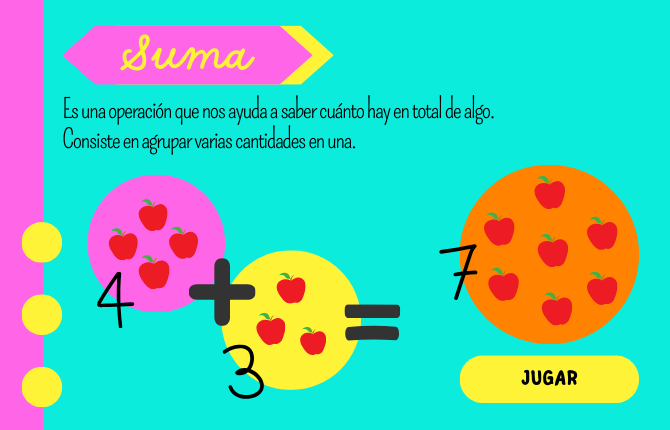 Suma
Es una operación que nos ayuda a saber cuánto hay en total de algo.
Consiste en agrupar varias cantidades en una.
4
+
3
=
7
JUGAR